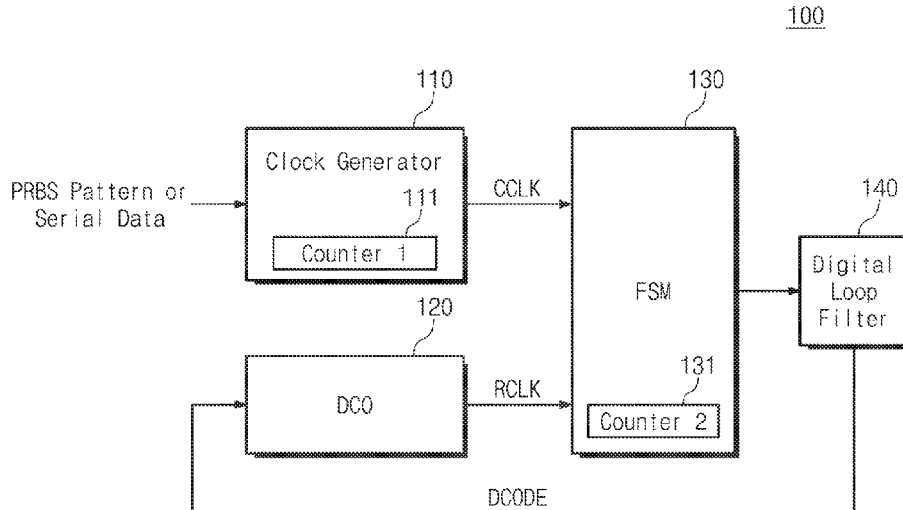 100
110
130
Clock Generator
PRBS Pattern or
Serial Data
111
CCLK
140
Counter 1
Digital
Loop
Filter
FSM
120
131
DCO
RCLK
Counter 2
DCODE